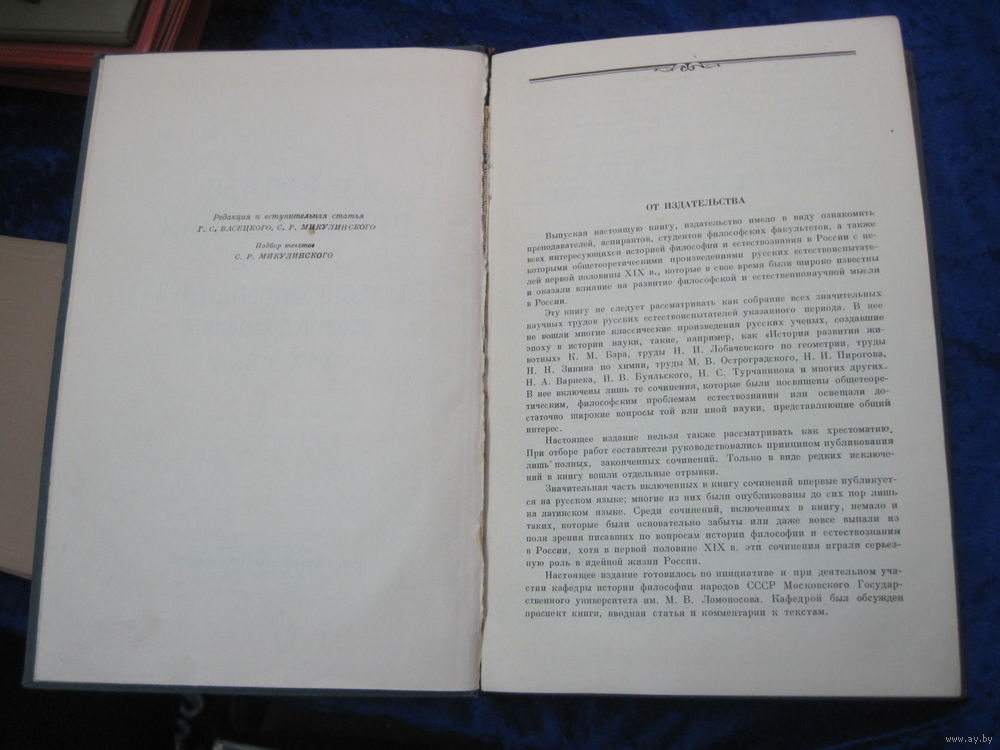 Редакция и вступительная статья
Г. С. ВАСЕЦКОГО, С. Р. МИКУЛИНСКОГО
Подбор текстов
С. Р. МИКУЛИНСКОГО
ОТ ИЗДАТЕЛЬСТВА
Выпуская настоящую книгу, издательство имело в виду ознакомить
преподавателей, аспирантов, студентов философских факультетов, а также
всех интересующихся историей философии и естествознания в России с не-
которыми общетеоретическими произведениями русских естествоиспытате-
лей первой половины XIX в., которые в свое время были широко известны
и оказали влияние на развитие философской и естественнонаучной мысли
в России.
Эту книгу не следует рассматривать как собрание всех значительных
научных трудов русских естествоиспытателей указанного периода. В нее
не вошли многие классические произведения русских ученых, создавшие
эпоху в истории науки, такие, например, как «История развития жи-
вотных» К. М. Бэра, труды Н. И. Лобачевского по геометрии, труды
Н. Н. Зинина по химии, труды М. В. Остроградского, Н. И. Пирогова,
Н. А. Варнека, И. В. Буяльского, Н. С. Турчанинова и многих других.
В нее включены лишь те сочинения, которые были посвящены общетеоре-
тическим, философским проблемам естествознания или освещали до-
статочно широкие вопросы той или иной науки, представляющие общий
интерес.
Настоящее издание нельзя также рассматривать как хрестоматию.
При отборе работ составители руководствовались принципом публикования
лишь полных, законченных сочинений. Только в виде редких исключе-
ний в книгу вошли отдельные отрывки.
Значительная часть включенных в книгу сочинений впервые публикует-
ся на русском языке; многие из них были опубликованы до сих пор лишь
на латинском языке. Среди сочинений, включенных в книгу, немало и
таких, которые были основательно забыты или даже вовсе выпали из
поля зрения писавших по вопросам истории философии и естествознания
в России, хотя в первой половине XIX в. эти сочинения играли серьез-
ную роль в идейной жизни России.
Настоящее издание готовилось по инициативе и при деятельном уча-
стии кафедры истории философии народов СССР Московского Государ-
ственного университета им. М. В. Ломоносова. Кафедрой был обсужден
проспект книги, вводная статья и комментарии к текстам.
www.ay.by